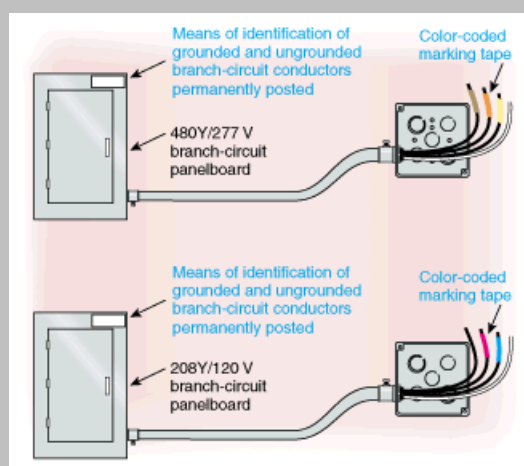 Means of identification of
grounded and ungrounded
branch-circuit conductors
permanently posted
Color-coded
marking tape
480Y/277 V
branch-circuit
panelboard
Means of identification of
grounded and ungrounded
branch-circuit conductors
permanently posted
Color-coded
marking tape
208Y/120 V
branch-circuit
panelboard